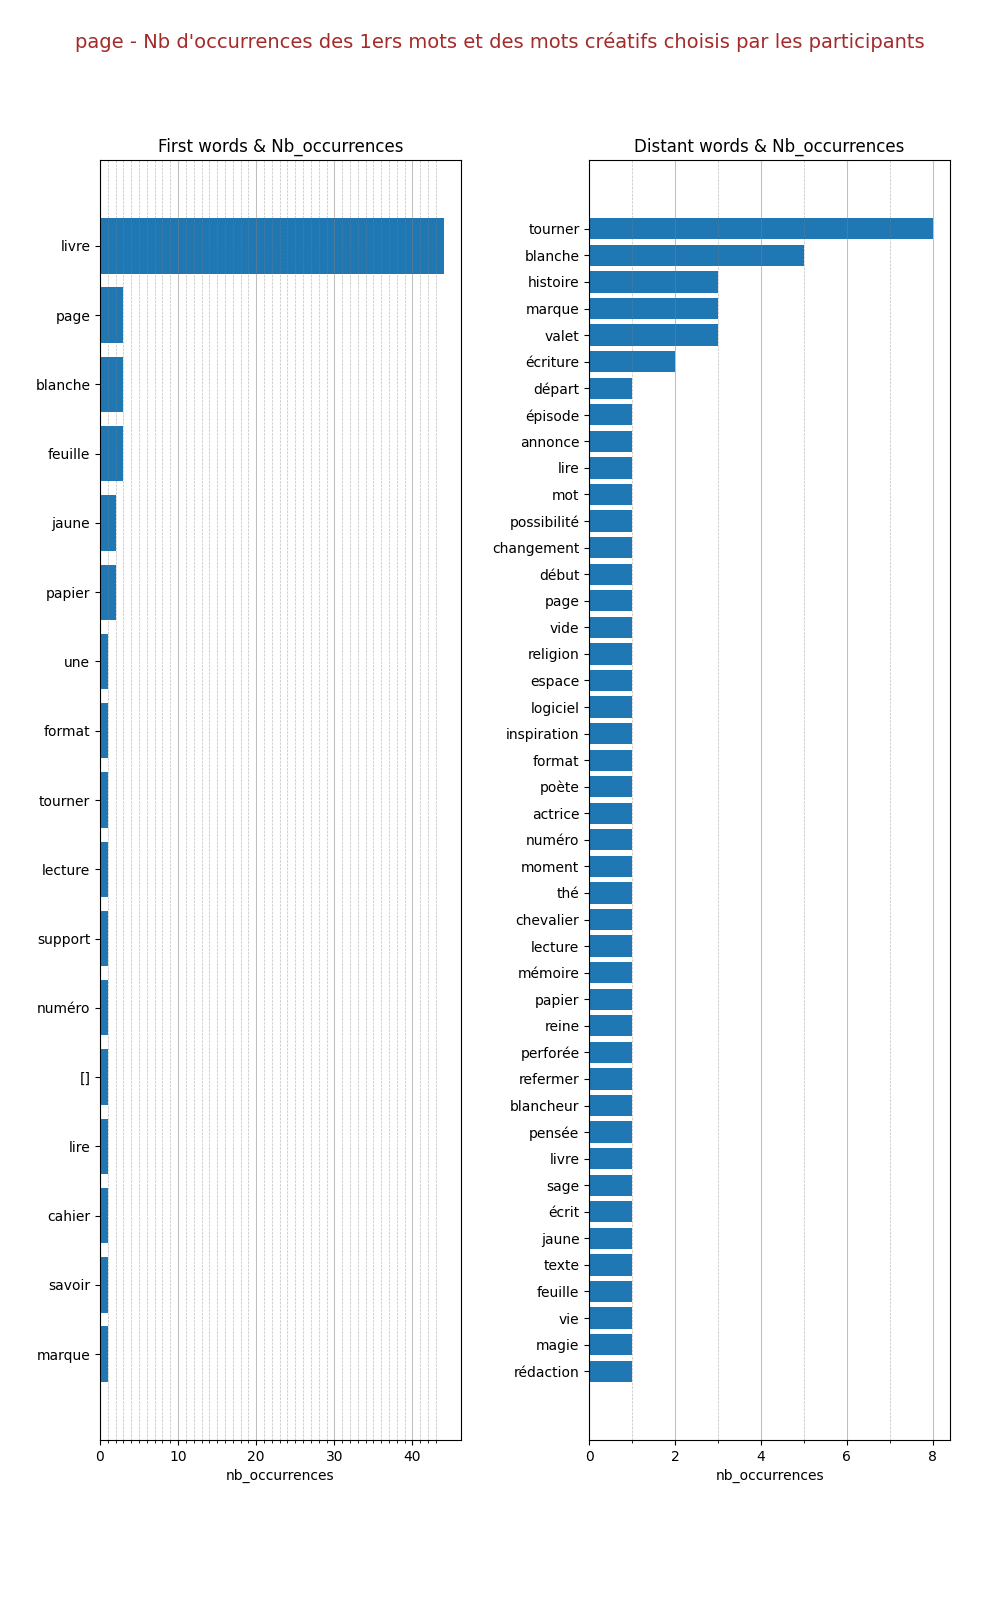 page - Nb d'occurrences des 1ers mots et des mots créatifs choisis par les participants
First words & Nb_occurrences
livre
page
blanche
feuille
jaune
papier
une
format
tourner
lecture
support
numéro
[]
lire
cahier
savoir
marque
0 10 20 30 40
nb_occurrences
Distant words & Nb_occurrences
tourner
blanche
histoire
marque
valet
écriture
départ
épisode
annonce
lire
mot
possibilité
changement
début
page
vide
religion
espace
logiciel
inspiration
format
poète
actrice
numéro
moment
thé
chevalier
lecture
mémoire
papier
reine
perforée
refermer
blancheur
pensée
livre
sage
écrit
jaune
texte
feuille
vie
magie
rédaction
0 2 4 6 8
nb_occurrences